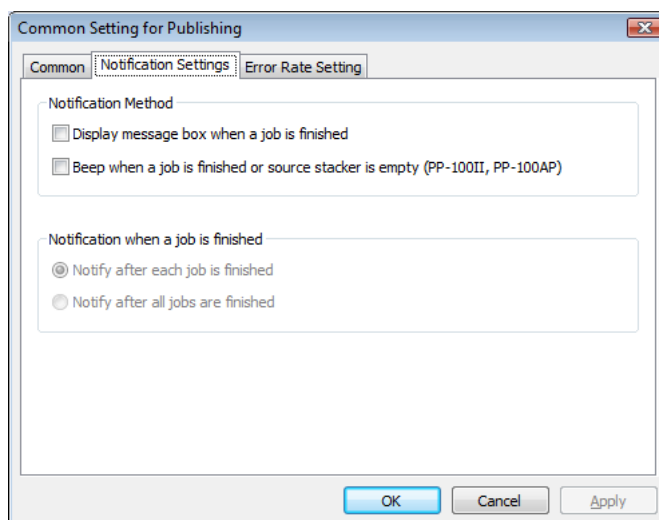 Common Setting for Publishing
Common Notification Settings Error Rate Setting
Notification Method
Display message box when a job is finished
Beep when a job is finished or source stacker is empty (PP-100II, PP-100AP)
Notification when a job is finished
Notify after each job is finished
Notify after all jobs are finished
OK Cancel Apply